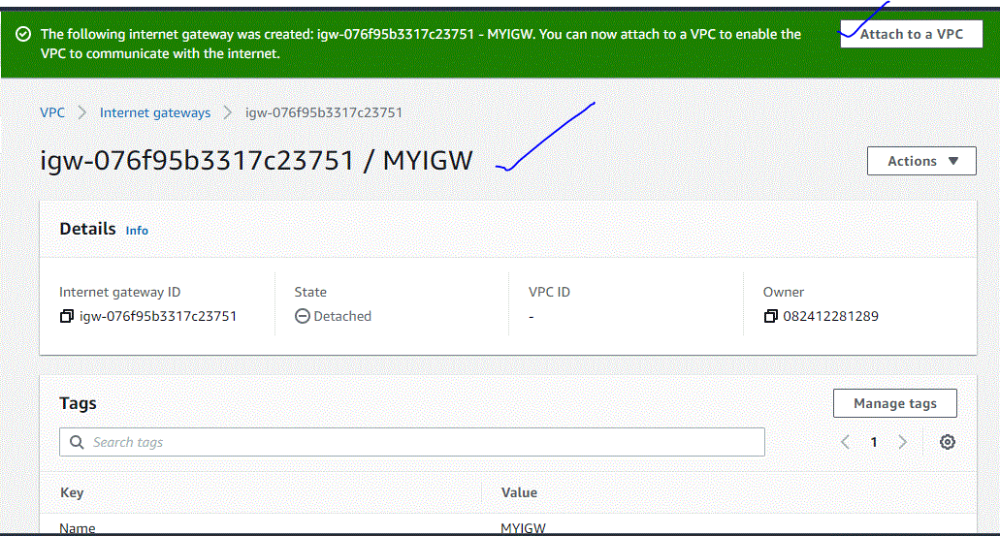 The following internet gateway was created: igw-076f95b3317c23751 - MYIGW. You can now attach to a VPC to enable the
VPC to communicate with the internet.
Attach to a VPC
VPC > Internet gateways > igw-076f95b3317c23751
igw-076f95b3317c23751 / MYIGW
Actions ▼
Details Info
Internet gateway ID
igw-076f95b3317c23751
State
Detached
VPC ID
-
Owner
082412281289
Tags
Manage tags
Search tags
1
Key Value
Name MYIGW